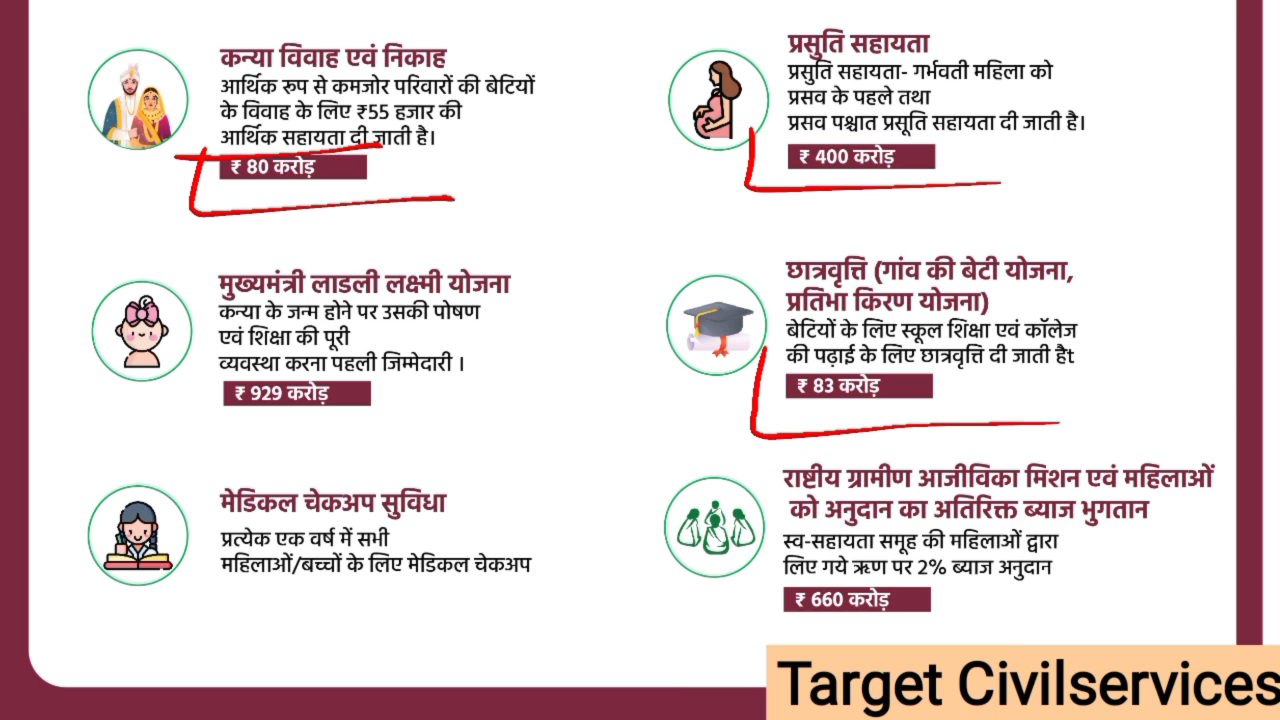 कन्या विवाह एवं निकाह
आर्थिक रूप से कमजोर परिवारों की बेटियों
के विवाह के लिए ₹55 हजार की
आर्थिक सहायता दी जाती है।
₹ 80 करोड़
प्रसुति सहायता
प्रसुति सहायता- गर्भवती महिला को
प्रसव के पहले तथा
प्रसव पश्चात प्रसूति सहायता दी जाती है।
₹ 400 करोड़
मुख्यमंत्री लाडली लक्ष्मी योजना
कन्या के जन्म होने पर उसकी पोषण
एवं शिक्षा की पूरी
व्यवस्था करना पहली जिम्मेदारी ।
₹ 929 करोड़
छात्रवृत्ति (गांव की बेटी योजना,
प्रतिभा किरण योजना)
बेटियों के लिए स्कूल शिक्षा एवं कॉलेज
की पढ़ाई के लिए छात्रवृत्ति दी जाती हैt
₹ 83 करोड़
मेडिकल चेकअप सुविधा
प्रत्येक एक वर्ष में सभी
महिलाओं/बच्चों के लिए मेडिकल चेकअप
राष्टीय ग्रामीण आजीविका मिशन एवं महिलाओं
को अनुदान का अतिरिक्त ब्याज भुगतान
स्व-सहायता समूह की महिलाओं द्वारा
लिए गये ऋण पर 2% ब्याज अनुदान
₹ 660 करोड़
Target Civilservices